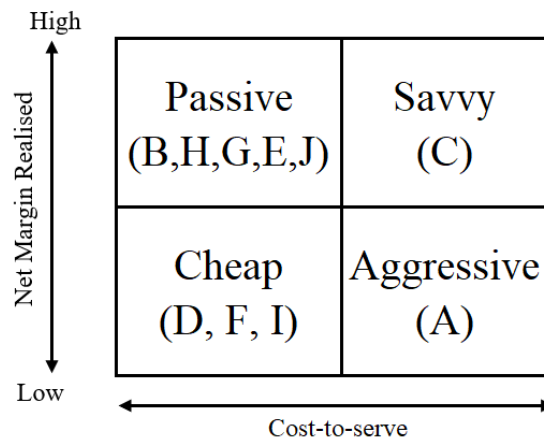 High
Net Margin Realised
Passive
(B,H,G,E,J)
Savvy
(C)
Cheap
(D, F, I)
Aggressive
(A)
Low
Cost-to-serve